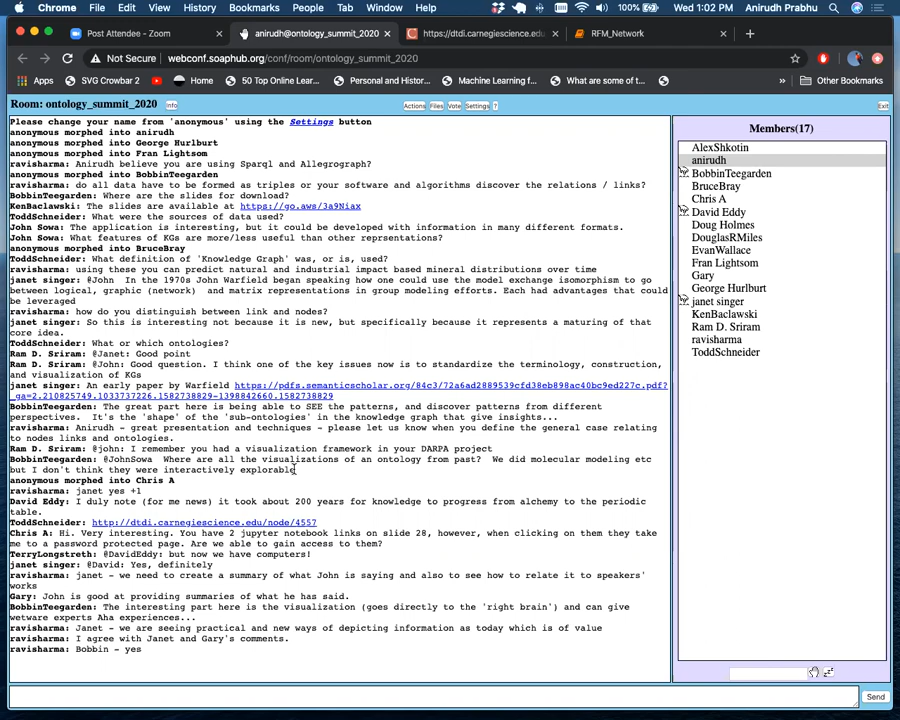 Chrome File Edit View History Bookmarks People Tab Window Help 100% Wed 1:02 PM Anirudh Prabhu
Post Attendee - Zoom × anirudh@ontology_summit_2020 × https://dtdi.carnegiescience.edu × RFM_Network × +
Not Secure webconf.soaphub.org/conf/room/ontology_summit_2020
Apps SVG Crowbar 2 Home 50 Top Online Lear... Personal and Histor... Machine Learning f... What are some of t... » Other Bookmarks
Room: ontology_summit_2020 Info Actions Files Vote Settings ? Exit
Please change your name from 'anonymous' using the Settings button
anonymous morphed into anirudh
anonymous morphed into George Hurlburt
anonymous morphed into Fran Lightsom
ravisharma: Anirudh believe you are using Sparql and Allegrograph?
anonymous morphed into BobbinTeegarden
ravisharma: do all data have to be formed as triples or your software and algorithms discover the relations / links?
BobbinTeegarden: Where are the slides for download?
KenBaclawski: The slides are available at https://go.aws/3a9Niax
ToddSchneider: What were the sources of data used?
John Sowa: The application is interesting, but it could be developed with information in many different formats.
John Sowa: What features of KGs are more/less useful than other reprsentations?
anonymous morphed into BruceBray
ToddSchneider: What definition of 'Knowledge Graph' was, or is, used?
ravisharma: using these you can predict natural and industrial impact based mineral distributions over time
janet singer: @John In the 1970s John Warfield began speaking how one could use the model exchange isomorphism to go
between logical, graphic (network) and matrix representations in group modeling efforts. Each had advantages that could
be leveraged
ravisharma: how do you distinguish between link and nodes?
janet singer: So this is interesting not because it is new, but specifically because it represents a maturing of that
core idea.
ToddSchneider: What or which ontologies?
Ram D. Sriram: @Janet: Good point
Ram D. Sriram: @John: Good question. I think one of the key issues now is to standardize the terminology, construction,
and visualization of KGs
janet singer: An early paper by Warfield https://pdfs.semanticscholar.org/84c3/72a6ad2889539cfd38eb898ac40bc9ed227c.pdf?
_ga=2.210825749.1033737226.1582738829-1398842660.1582738829
BobbinTeegarden: The great part here is being able to SEE the patterns, and discover patterns from different
perspectives. It's the 'shape' of the 'sub-ontologies' in the knowledge graph that give insights...
ravisharma: Anirudh - great presentation and techniques - please let us know when you define the general case relating
to nodes links and ontologies.
Ram D. Sriram: @john: I remember you had a visualization framework in your DARPA project
BobbinTeegarden: @JohnSowa Where are all the visualizations of an ontology from past? We did molecular modeling etc
but I don't think they were interactively explorable
anonymous morphed into Chris A
ravisharma: janet yes +1
David Eddy: I duly note (for me news) it took about 200 years for knowledge to progress from alchemy to the periodic
table.
ToddSchneider: http://dtdi.carnegiescience.edu/node/4557
Chris A: Hi. Very interesting. You have 2 jupyter notebook links on slide 28, however, when clicking on them they take
me to a password protected page. Are we able to gain access to them?
TerryLongstreth: @DavidEddy: but now we have computers!
janet singer: @David: Yes, definitely
ravisharma: janet - we need to create a summary of what John is saying and also to see how to relate it to speakers'
works
Gary: John is good at providing summaries of what he has said.
BobbinTeegarden: The interesting part here is the visualization (goes directly to the 'right brain') and can give
wetware experts Aha experiences...
ravisharma: Janet - we are seeing practical and new ways of depicting information as today which is of value
ravisharma: I agree with Janet and Gary's comments.
ravisharma: Bobbin - yes
Members(17)
AlexShkotin
anirudh
BobbinTeegarden
BruceBray
Chris A
David Eddy
Doug Holmes
DouglasRMiles
EvanWallace
Fran Lightsom
Gary
George Hurlburt
janet singer
KenBaclawski
Ram D. Sriram
ravisharma
ToddSchneider
Send